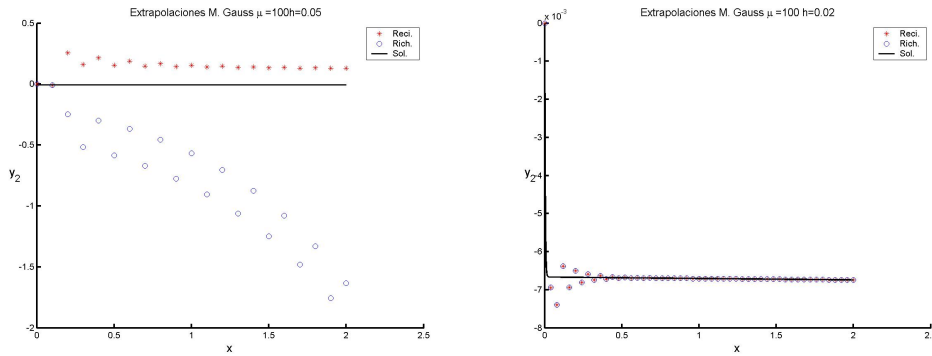 Extrapolaciones M. Gauss μ =100h=0.05
0.5
0
-0.5
-1
-1.5
-2
y2
0
0.5
1
1.5
2
2.5
x
Reci.
Rich.
Sol.
Extrapolaciones M. Gauss μ =100 h=0.02
x 10-3
0
-1
-2
-3
-4
-5
-6
-7
-8
y2
0
0.5
1
1.5
2
2.5
x
Reci.
Rich.
Sol.